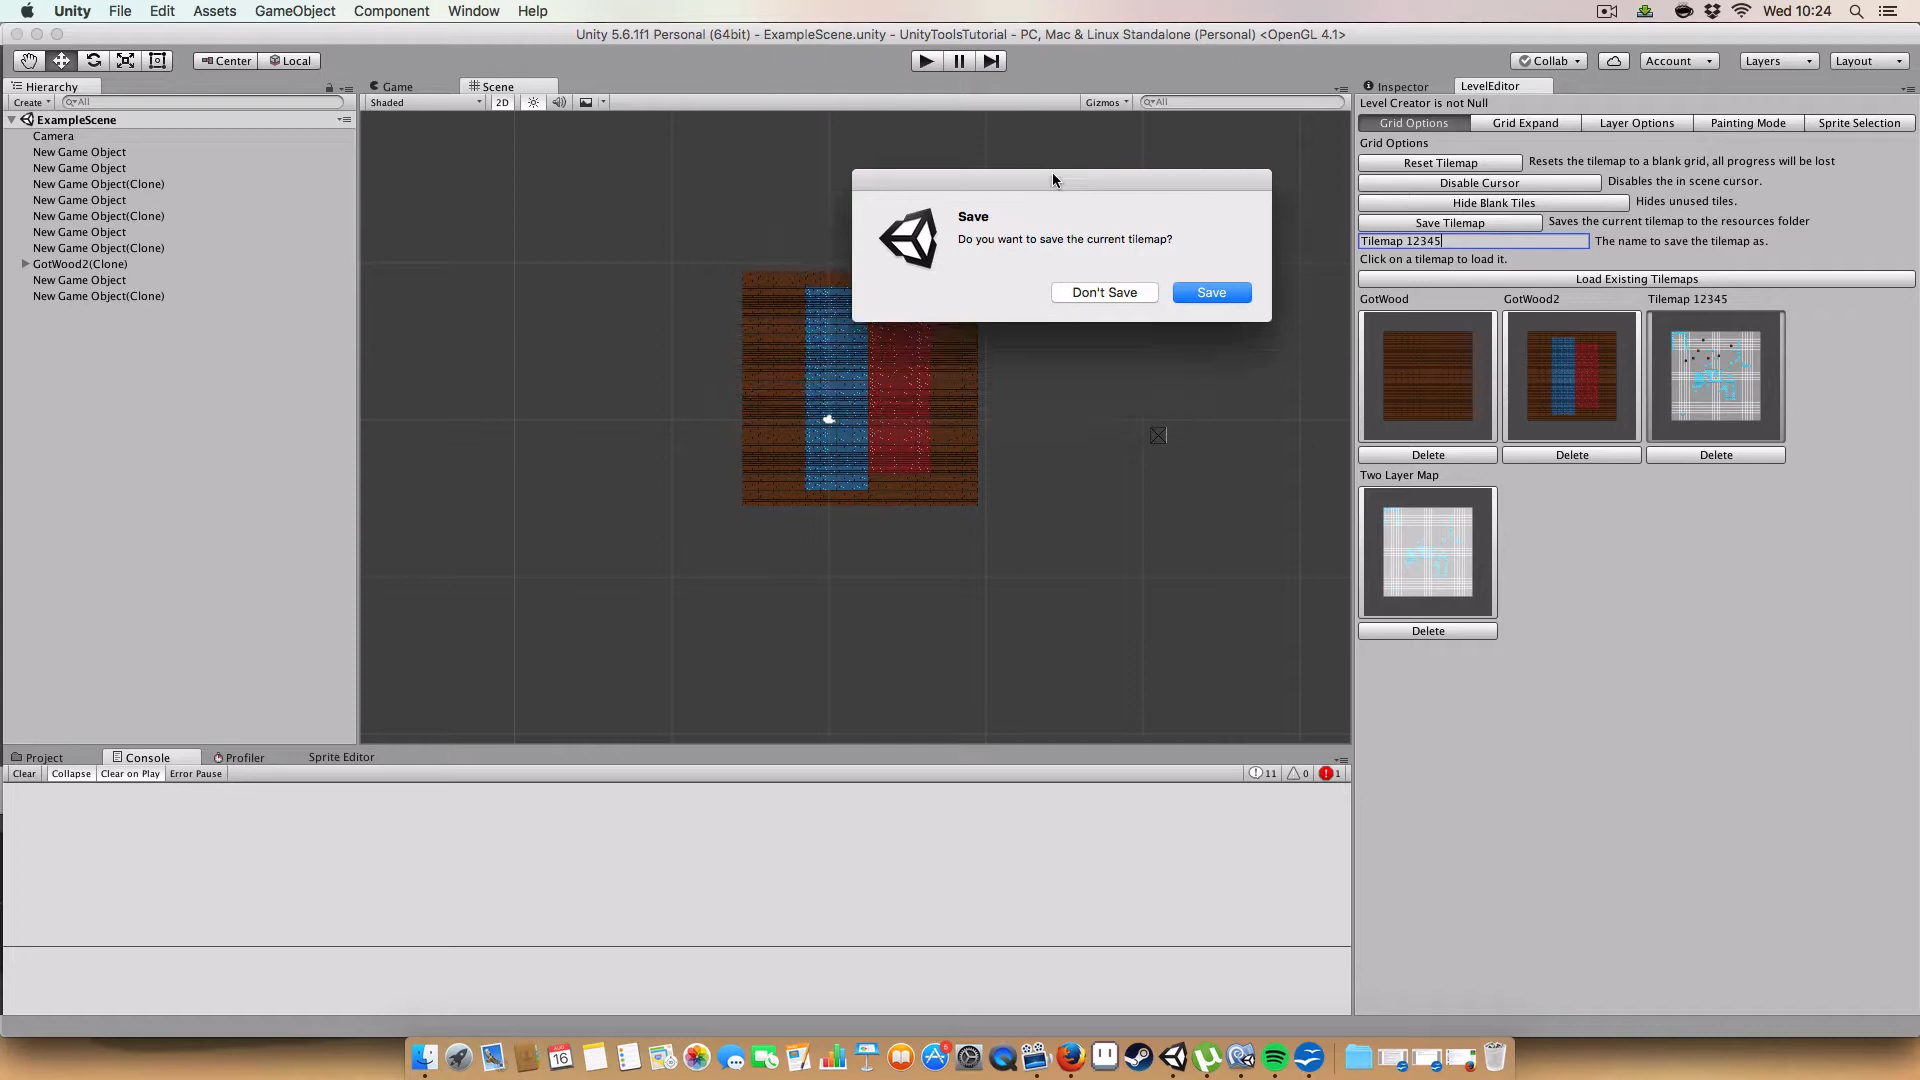 Unity File Edit Assets GameObject Component Window Help Wed 10:24
Unity 5.6.1f1 Personal (64bit) - ExampleScene.unity - UnityToolsTutorial - PC, Mac & Linux Standalone (Personal) <OpenGL 4.1>
Center Local Collab Account Layers Layout
Hierarchy Game Scene Inspector LevelEditor
Create All Shaded 2D Gizmos All
Level Creator is not Null
ExampleScene
Grid Options Grid Expand Layer Options Painting Mode Sprite Selection
Camera
New Game Object
New Game Object
New Game Object(Clone)
New Game Object
New Game Object(Clone)
New Game Object
New Game Object(Clone)
GotWood2(Clone)
New Game Object
New Game Object(Clone)
Save
Do you want to save the current tilemap?
Don't Save Save
Grid Options
Reset Tilemap Resets the tilemap to a blank grid, all progress will be lost
Disable Cursor Disables the in scene cursor.
Hide Blank Tiles Hides unused tiles.
Save Tilemap Saves the current tilemap to the resources folder
Tilemap 12345 The name to save the tilemap as.
Click on a tilemap to load it.
Load Existing Tilemaps
GotWood GotWood2 Tilemap 12345
Delete Delete Delete
Two Layer Map
Delete
Project Console Profiler Sprite Editor
Clear Collapse Clear on Play Error Pause 11 0 1
16